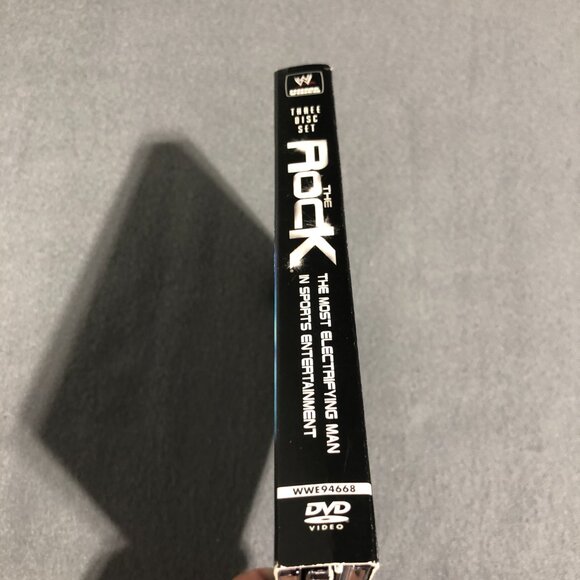 THREE
DISC
SET
THE
ROCK
THE MOST ELECTRIFYING MAN
IN SPORTS ENTERTAINMENT
WWE94668
DVD
VIDEO